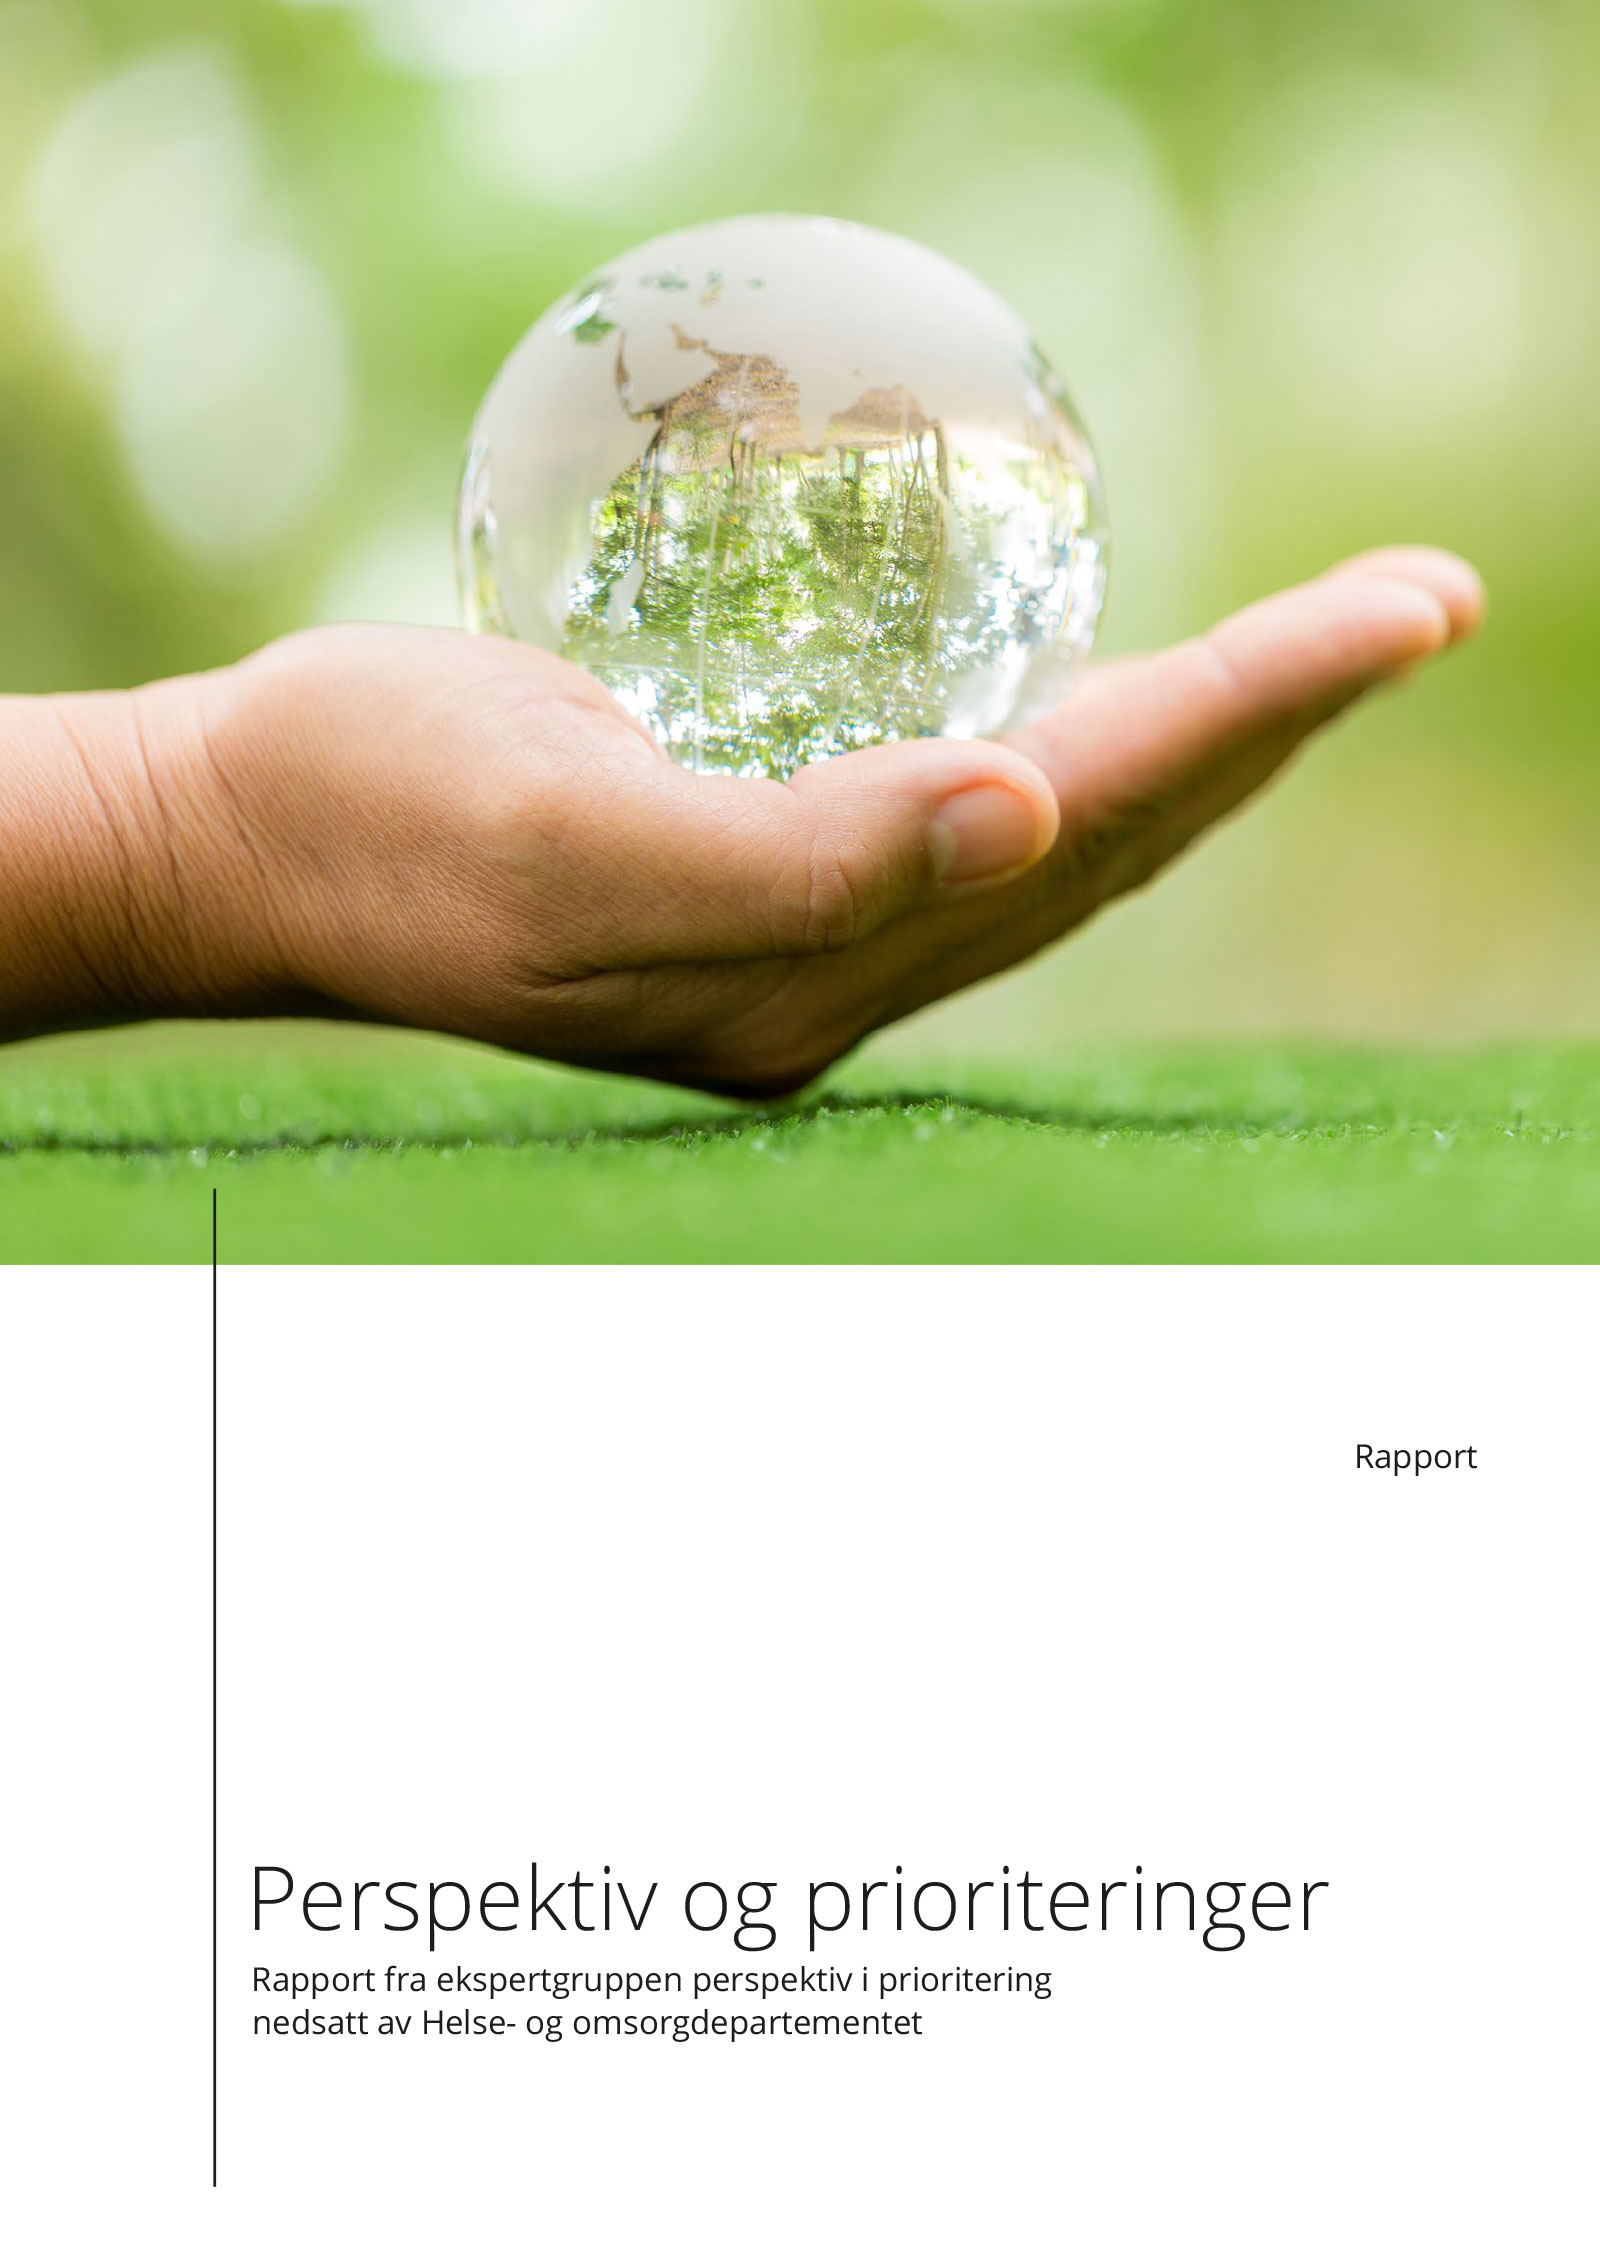 Rapport
Perspektiv og prioriteringer
Rapport fra ekspertgruppen perspektiv i prioritering
nedsatt av Helse- og omsorgdepartementet